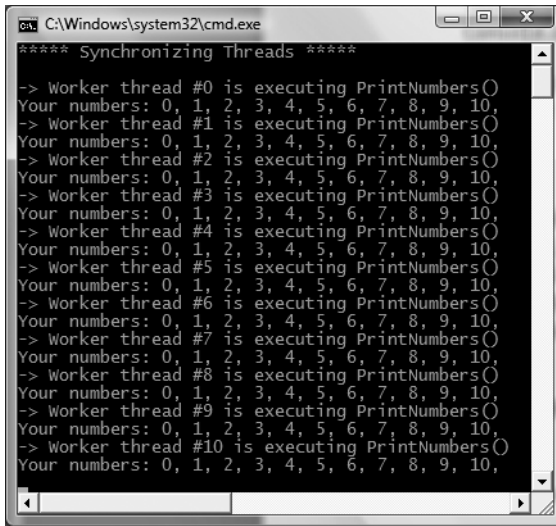 C:\Windows\system32\cmd.exe
***** Synchronizing Threads *****
-> Worker thread #0 is executing PrintNumbers()
Your numbers: 0, 1, 2, 3, 4, 5, 6, 7, 8, 9, 10,
-> Worker thread #1 is executing PrintNumbers()
Your numbers: 0, 1, 2, 3, 4, 5, 6, 7, 8, 9, 10,
-> Worker thread #2 is executing PrintNumbers()
Your numbers: 0, 1, 2, 3, 4, 5, 6, 7, 8, 9, 10,
-> Worker thread #3 is executing PrintNumbers()
Your numbers: 0, 1, 2, 3, 4, 5, 6, 7, 8, 9, 10,
-> Worker thread #4 is executing PrintNumbers()
Your numbers: 0, 1, 2, 3, 4, 5, 6, 7, 8, 9, 10,
-> Worker thread #5 is executing PrintNumbers()
Your numbers: 0, 1, 2, 3, 4, 5, 6, 7, 8, 9, 10,
-> Worker thread #6 is executing PrintNumbers()
Your numbers: 0, 1, 2, 3, 4, 5, 6, 7, 8, 9, 10,
-> Worker thread #7 is executing PrintNumbers()
Your numbers: 0, 1, 2, 3, 4, 5, 6, 7, 8, 9, 10,
-> Worker thread #8 is executing PrintNumbers()
Your numbers: 0, 1, 2, 3, 4, 5, 6, 7, 8, 9, 10,
-> Worker thread #9 is executing PrintNumbers()
Your numbers: 0, 1, 2, 3, 4, 5, 6, 7, 8, 9, 10,
-> Worker thread #10 is executing PrintNumbers()
Your numbers: 0, 1, 2, 3, 4, 5, 6, 7, 8, 9, 10,